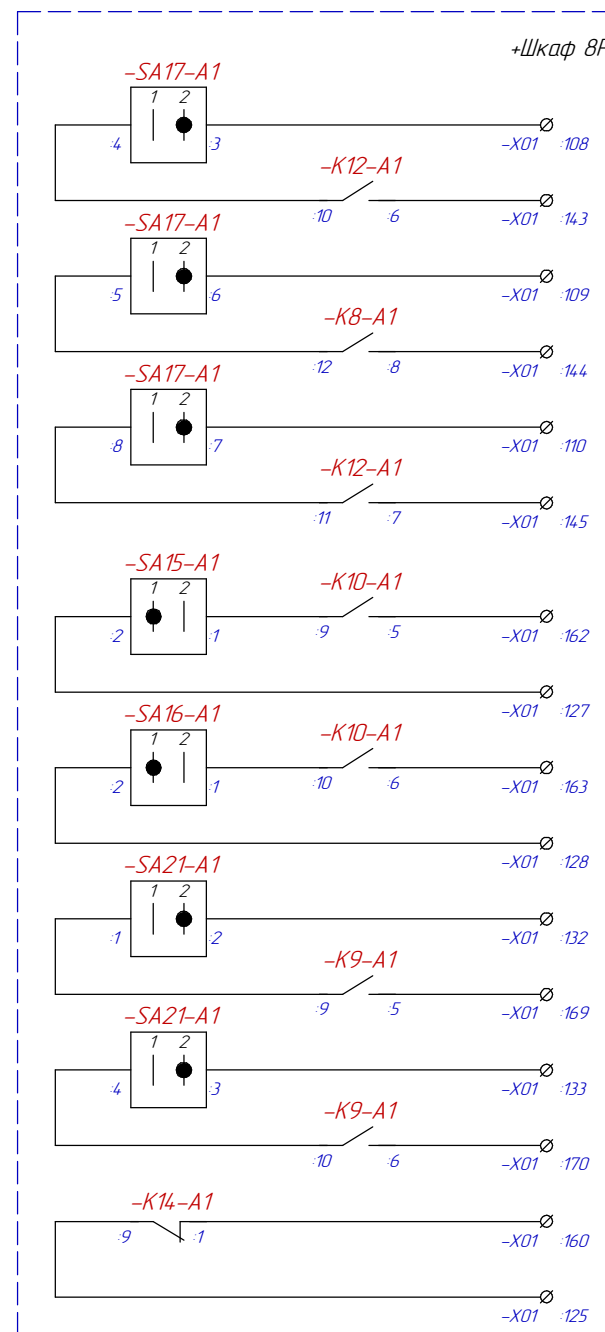 +Шкаф 8Р
-SA17-A1
1 2
:4 :3 -X01 :108
-K12-A1
:10 :6 -X01 :143
-SA17-A1
1 2
:5 :6 -X01 :109
-K8-A1
:12 :8 -X01 :144
-SA17-A1
1 2
:8 :7 -X01 :110
-K12-A1
:11 :7 -X01 :145
-SA15-A1
1 2
-K10-A1
:2 :1 :9 :5 -X01 :162
-X01 :127
-SA16-A1
1 2
-K10-A1
:2 :1 :10 :6 -X01 :163
-X01 :128
-SA21-A1
1 2
:1 :2 -X01 :132
-K9-A1
:9 :5 -X01 :169
-SA21-A1
1 2
:4 :3 -X01 :133
-K9-A1
:10 :6 -X01 :170
-K14-A1
:9 :1 -X01 :160
-X01 :125